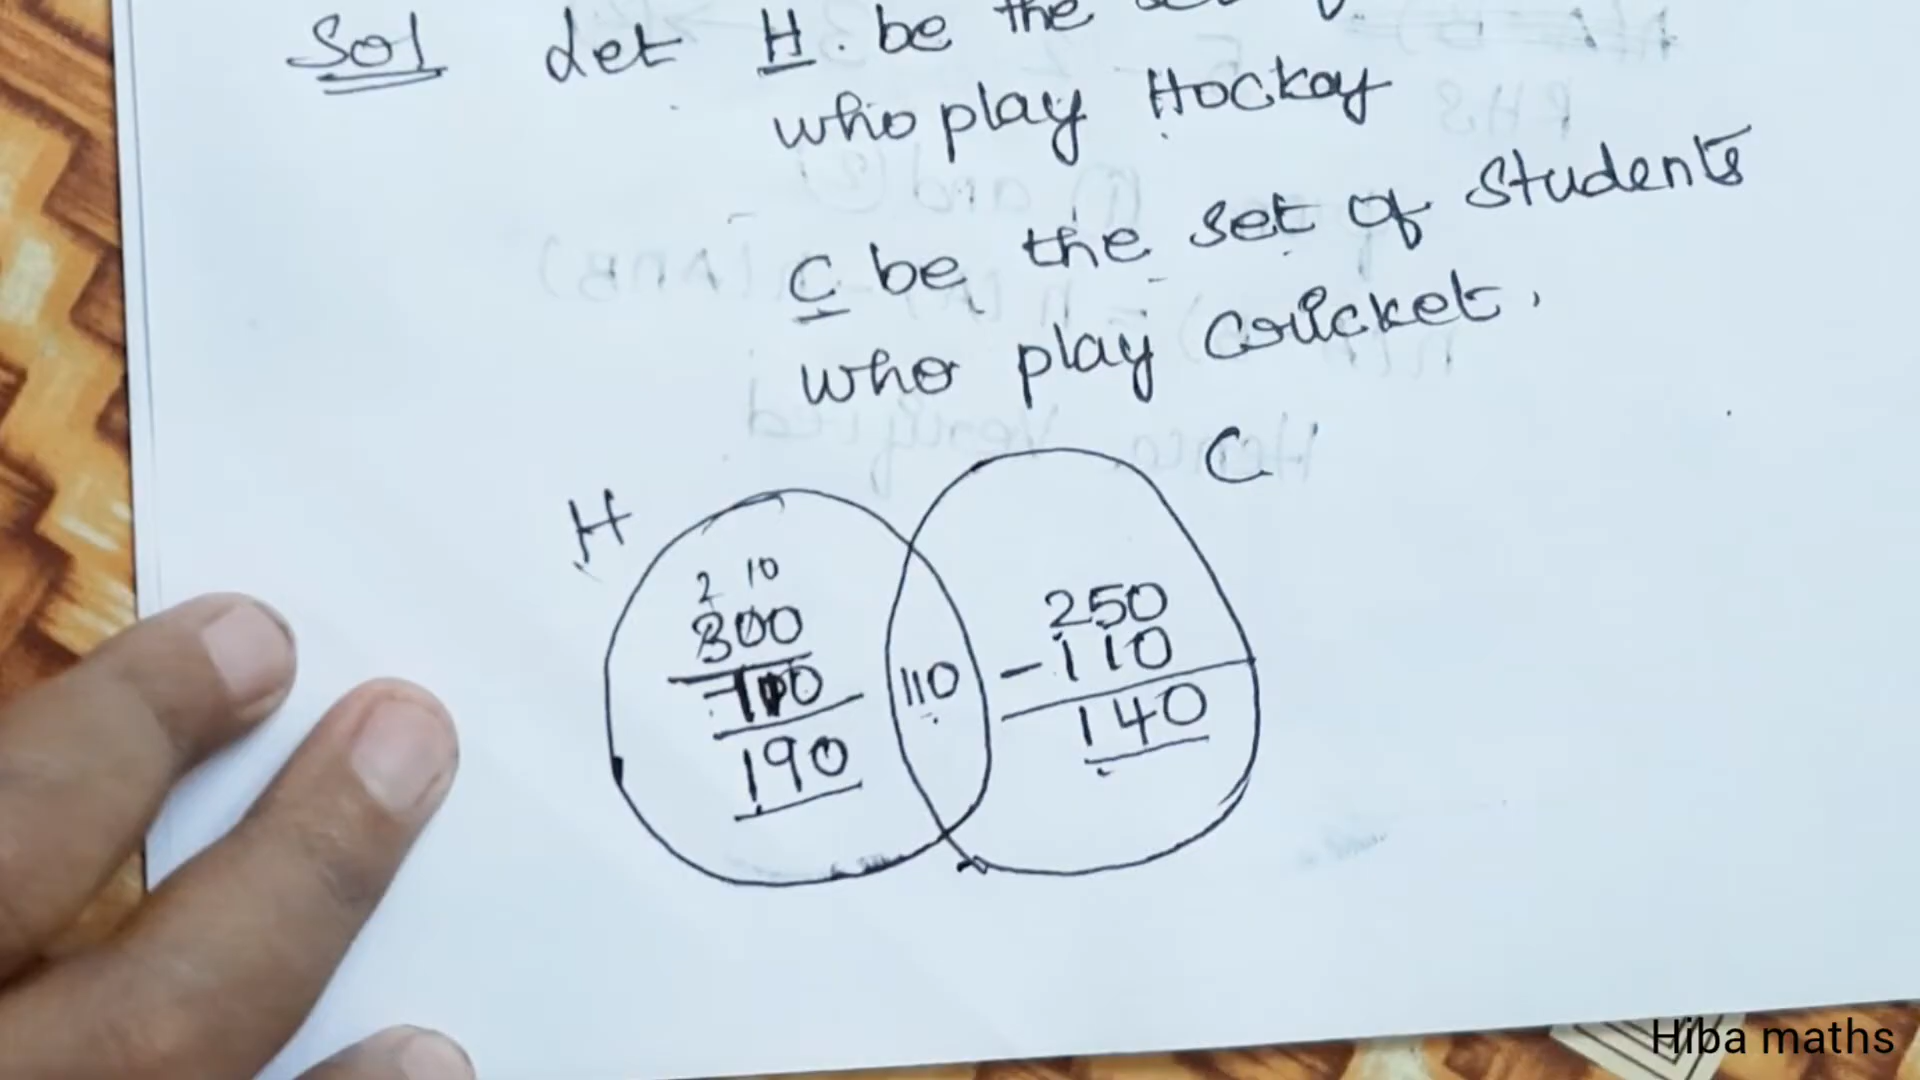 Sol Let H be the
who play Hockay
C be the set of students
who play Cricket.
H
C
2 10
300
-110
190
110
250
-110
140
Hiba maths